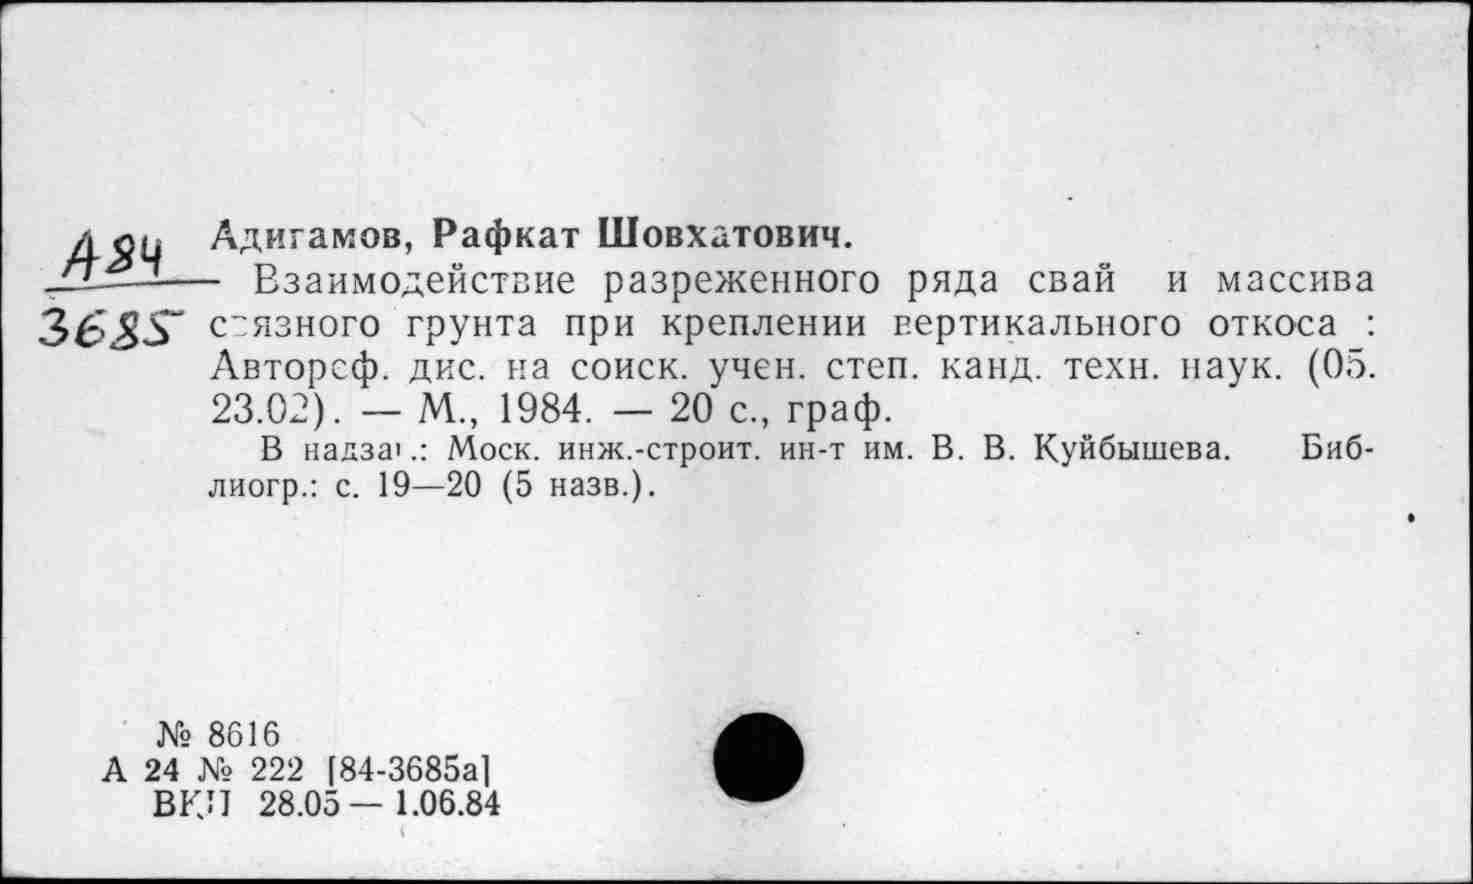 А84 Адигамов, Рафкат Шовхатович.
Взаимодействие разреженного ряда свай и массива
3685 связного грунта при креплении вертикального откоса :
Автореф. дис. на соиск. учен. степ. канд. техн. наук. (05.
23.02). — М., 1984. — 20 с., граф.
В надзаг.: Моск. инж.-строит. ин-т им. В. В. Куйбышева. Биб-
лиогр.: с. 19—20 (5 назв.).
№ 8616
А 24 № 222 [84-3685а]
ВКП 28.05 — 1.06.84